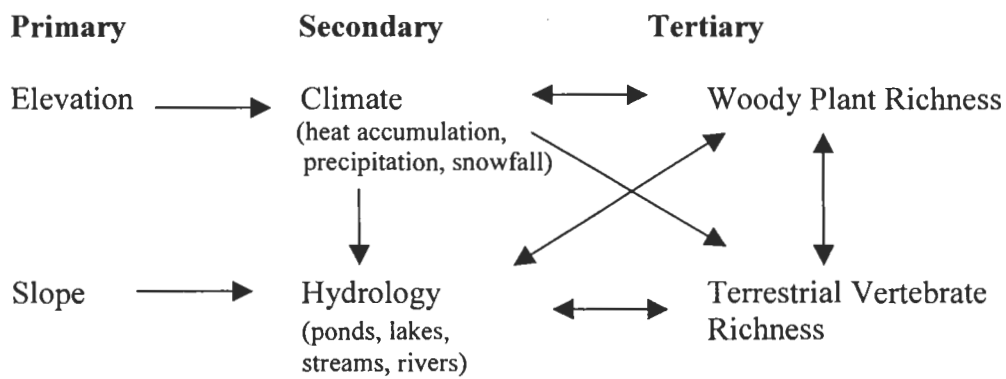 Primary Secondary Tertiary
Elevation Climate Woody Plant Richness
(heat accumulation,
precipitation, snowfall)
Slope Hydrology Terrestrial Vertebrate
Richness
(ponds, lakes,
streams, rivers)